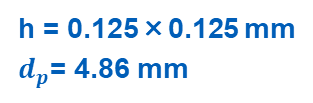 h = 0.125 × 0.125 mm
dₚ= 4.86 mm